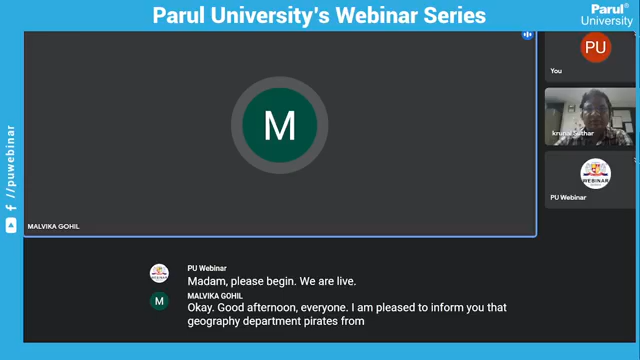 Parul University's Webinar Series
Parul®
University
PU
You
M
krunal Suthar
WEBINAR
PU Webinar
MALVIKA GOHIL
//puwebinar
PU Webinar
Madam, please begin. We are live.
M
MALVIKA GOHIL
Okay. Good afternoon, everyone. I am pleased to inform you that
geography department pirates from